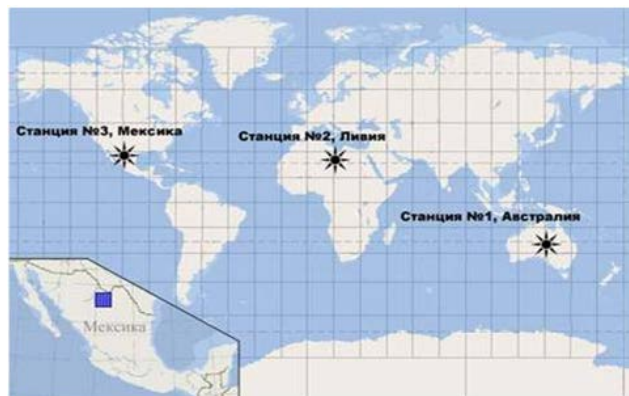 Станция №3, Мексика
Станция №2, Ливия
Станция №1, Австралия
Мексика